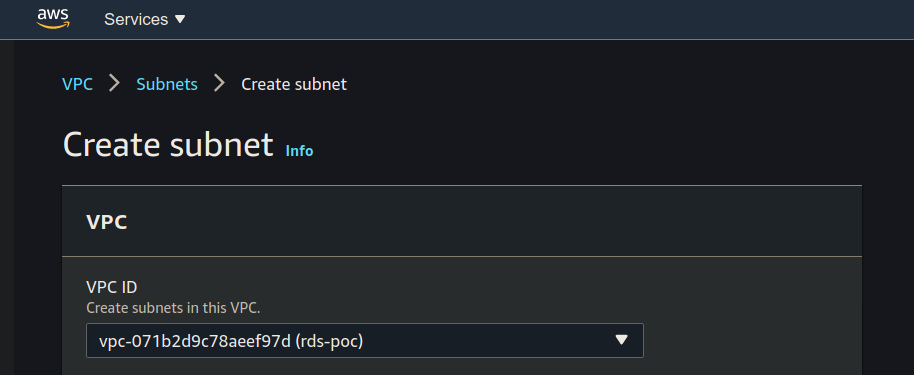 aws Services
VPC > Subnets > Create subnet
Create subnet Info
VPC
VPC ID
Create subnets in this VPC.
vpc-071b2d9c78aeef97d (rds-poc)